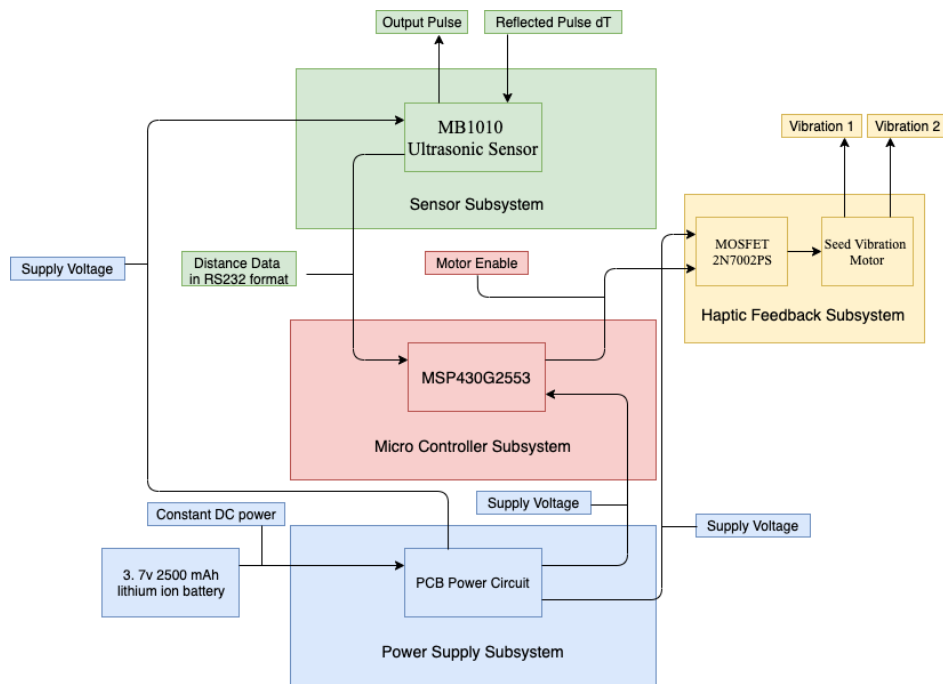 Output Pulse
Reflected Pulse dT
MB1010
Ultrasonic Sensor
Sensor Subsystem
Vibration 1
Vibration 2
MOSFET
2N7002PS
Seed Vibration
Motor
Haptic Feedback Subsystem
Supply Voltage
Distance Data
in RS232 format
Motor Enable
MSP430G2553
Micro Controller Subsystem
Supply Voltage
Constant DC power
Supply Voltage
3. 7v 2500 mAh
lithium ion battery
PCB Power Circuit
Power Supply Subsystem